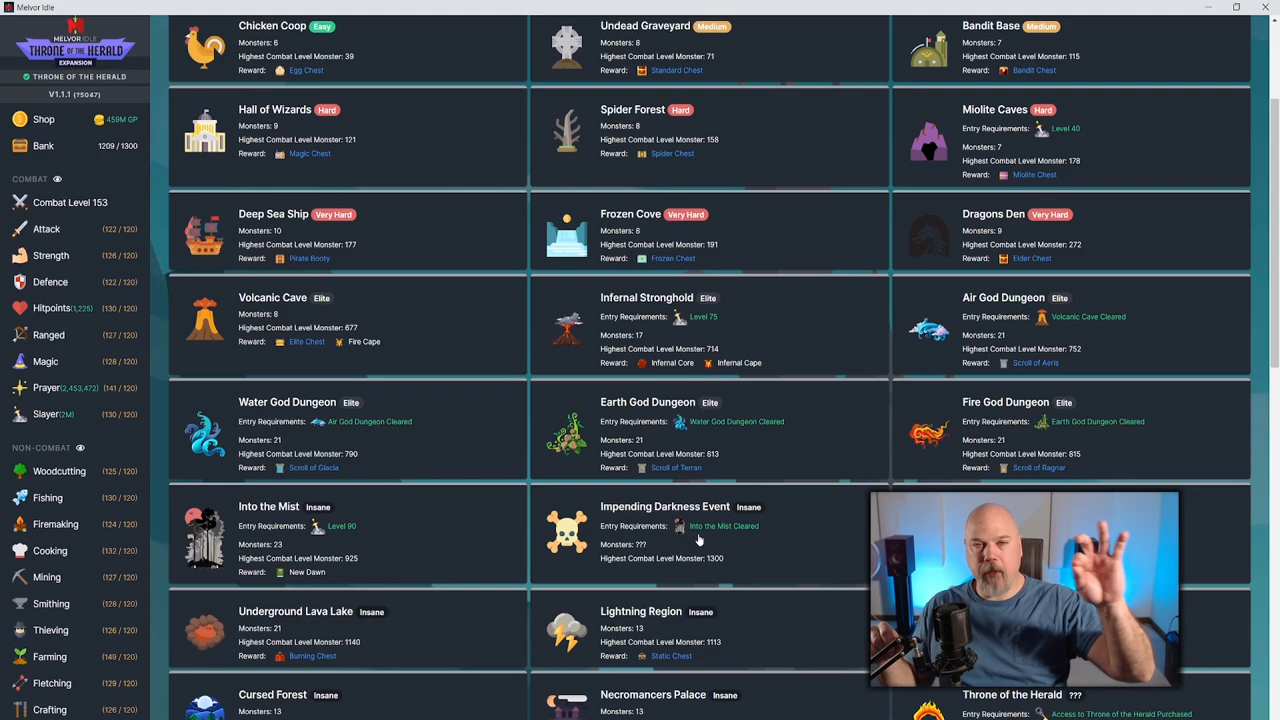 Melvor Idle
MELVOR IDLE
THRONE OF THE HERALD
EXPANSION
THRONE OF THE HERALD
V1.1.1 (?5047)
Shop 459M GP
Bank 1209 / 1300
COMBAT
Combat Level 153
Attack (122 / 120)
Strength (126 / 120)
Defence (122 / 120)
Hitpoints(1,225) (130 / 120)
Ranged (127 / 120)
Magic (128 / 120)
Prayer(2,453,472) (141 / 120)
Slayer(2M) (130 / 120)
NON-COMBAT
Woodcutting (125 / 120)
Fishing (130 / 120)
Firemaking (124 / 120)
Cooking (130 / 120)
Mining (127 / 120)
Smithing (128 / 120)
Thieving (126 / 120)
Farming (149 / 120)
Fletching (129 / 120)
Crafting (126 / 120)
Chicken Coop Easy
Monsters: 6
Highest Combat Level Monster: 39
Reward: Egg Chest
Undead Graveyard Medium
Monsters: 8
Highest Combat Level Monster: 71
Reward: Standard Chest
Bandit Base Medium
Monsters: 7
Highest Combat Level Monster: 115
Reward: Bandit Chest
Hall of Wizards Hard
Monsters: 9
Highest Combat Level Monster: 121
Reward: Magic Chest
Spider Forest Hard
Monsters: 8
Highest Combat Level Monster: 158
Reward: Spider Chest
Miolite Caves Hard
Entry Requirements: Level 40
Monsters: 7
Highest Combat Level Monster: 178
Reward: Miolite Chest
Deep Sea Ship Very Hard
Monsters: 10
Highest Combat Level Monster: 177
Reward: Pirate Booty
Frozen Cove Very Hard
Monsters: 8
Highest Combat Level Monster: 191
Reward: Frozen Chest
Dragons Den Very Hard
Monsters: 9
Highest Combat Level Monster: 272
Reward: Elder Chest
Volcanic Cave Elite
Monsters: 8
Highest Combat Level Monster: 677
Reward: Elite Chest Fire Cape
Infernal Stronghold Elite
Entry Requirements: Level 75
Monsters: 17
Highest Combat Level Monster: 714
Reward: Infernal Core Infernal Cape
Air God Dungeon Elite
Entry Requirements: Volcanic Cave Cleared
Monsters: 21
Highest Combat Level Monster: 752
Reward: Scroll of Aeris
Water God Dungeon Elite
Entry Requirements: Air God Dungeon Cleared
Monsters: 21
Highest Combat Level Monster: 790
Reward: Scroll of Glacia
Earth God Dungeon Elite
Entry Requirements: Water God Dungeon Cleared
Monsters: 21
Highest Combat Level Monster: 813
Reward: Scroll of Terran
Fire God Dungeon Elite
Entry Requirements: Earth God Dungeon Cleared
Monsters: 21
Highest Combat Level Monster: 815
Reward: Scroll of Ragnar
Into the Mist Insane
Entry Requirements: Level 90
Monsters: 23
Highest Combat Level Monster: 925
Reward: New Dawn
Impending Darkness Event Insane
Entry Requirements: Into the Mist Cleared
Monsters: ???
Highest Combat Level Monster: 1300
Underground Lava Lake Insane
Monsters: 21
Highest Combat Level Monster: 1140
Reward: Burning Chest
Lightning Region Insane
Monsters: 13
Highest Combat Level Monster: 1113
Reward: Static Chest
Cursed Forest Insane
Monsters: 13
Necromancers Palace Insane
Monsters: 13
Throne of the Herald ???
Access to Throne of the Herald Purchased